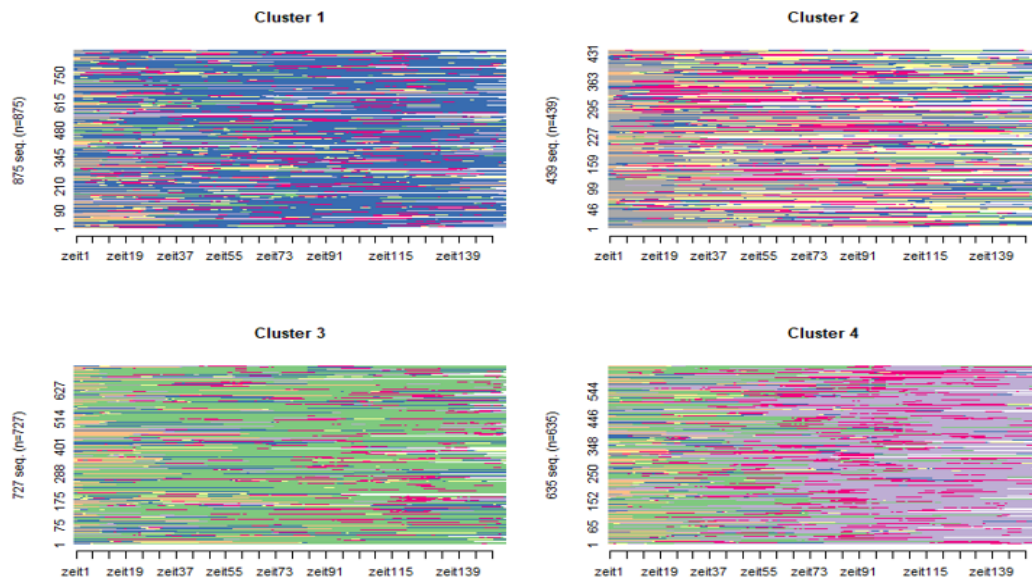 Cluster 1
875 seq. (n=875)
1 90 210 345 480 615 750
zeit1 zeit19 zeit37 zeit55 zeit73 zeit91 zeit115 zeit139
Cluster 2
439 seq. (n=439)
1 46 99 159 227 295 363 431
zeit1 zeit19 zeit37 zeit55 zeit73 zeit91 zeit115 zeit139
Cluster 3
727 seq. (n=727)
1 75 175 288 401 514 627
zeit1 zeit19 zeit37 zeit55 zeit73 zeit91 zeit115 zeit139
Cluster 4
635 seq. (n=635)
1 65 152 250 348 446 544
zeit1 zeit19 zeit37 zeit55 zeit73 zeit91 zeit115 zeit139